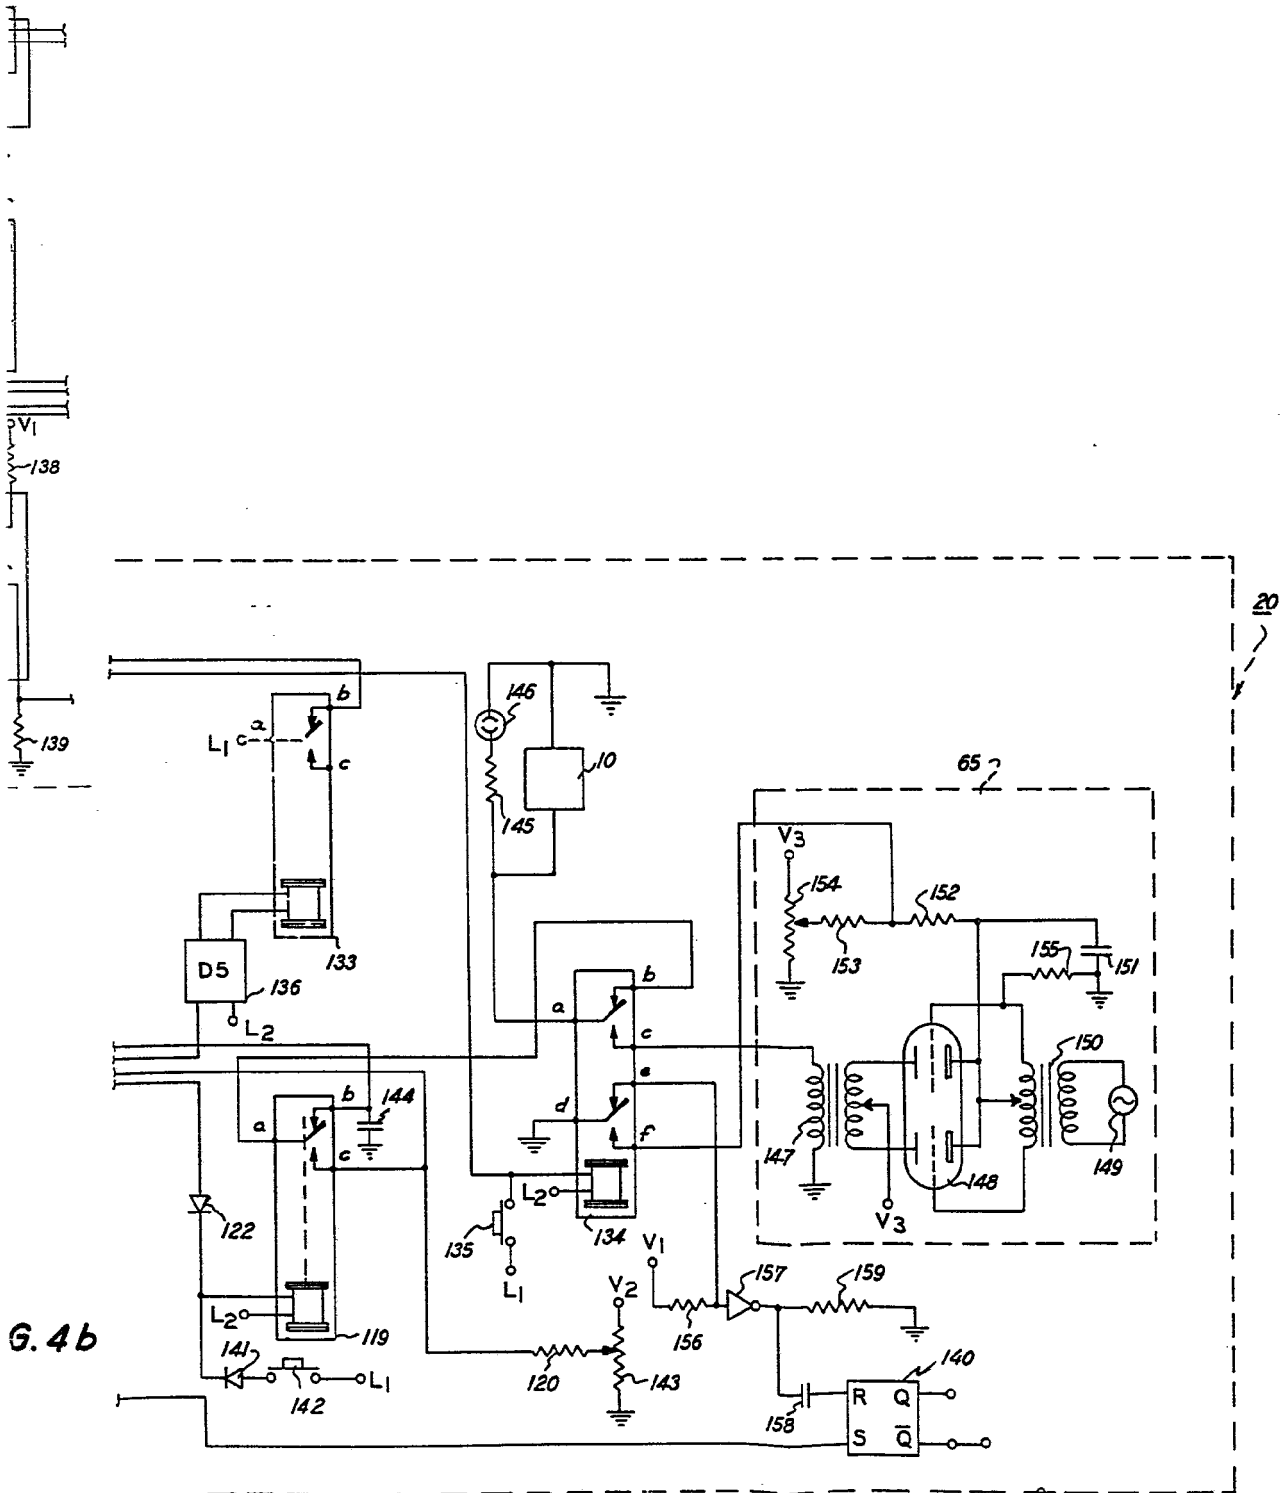 V1
138
20
b
146
a
L1
c
139
10
65
145
V3
154
152
153
155
151
133
D5
136
L2
b
a
c
150
e
b
144
a
d
f
c
147
148
149
L2
V3
122
135
134
V1
157
159
L1
V2
L2
156
G. 4b
119
141
L1
120
143
140
142
158
R Q
S Q̅